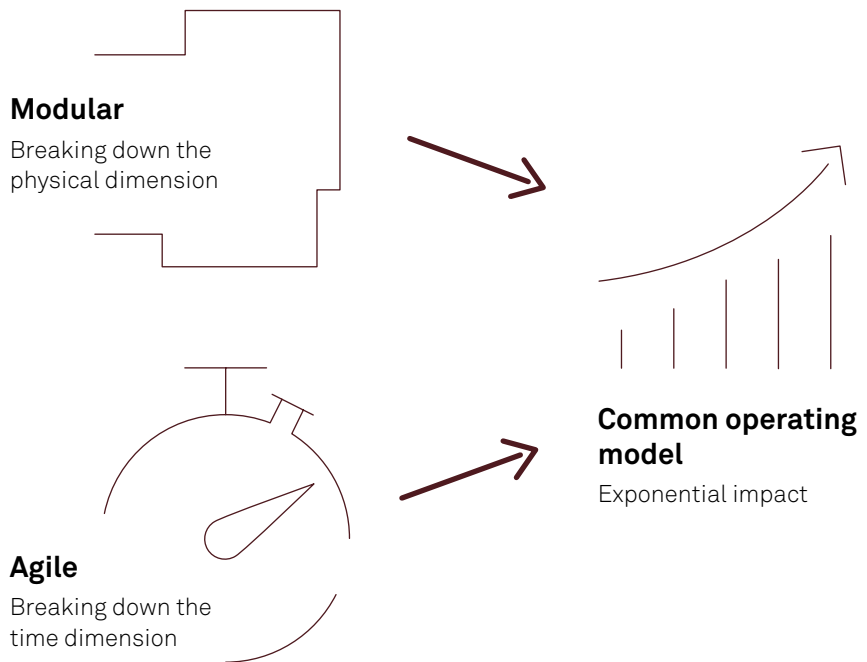 Modular
Breaking down the
physical dimension
Agile
Breaking down the
time dimension
Common operating
model
Exponential impact